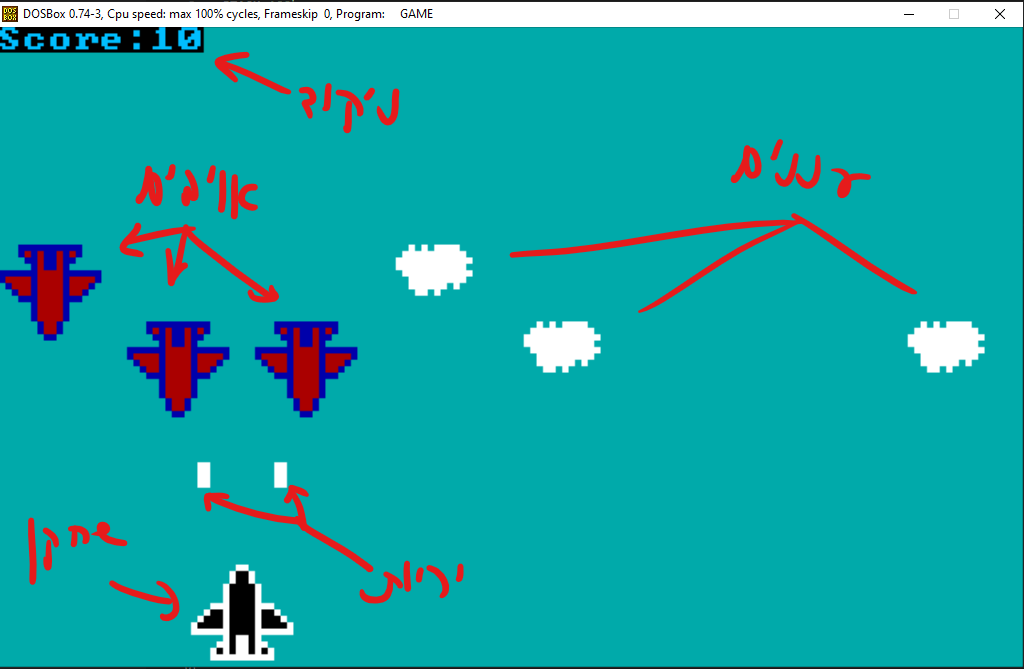 DOSBox 0.74-3, Cpu speed: max 100% cycles, Frameskip 0, Program: GAME
Score:10
ניקוד
עננים
אויבים
שחקן
יריות